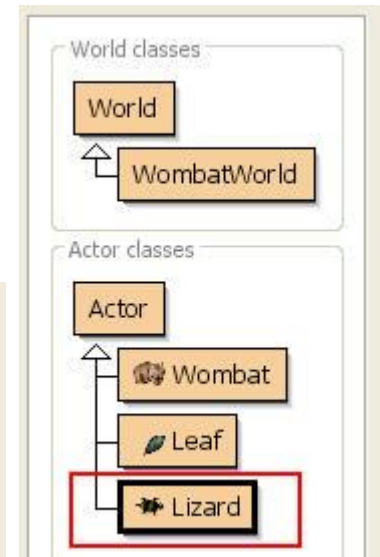 World classes
World
WombatWorld
Actor classes
Actor
Wombat
Leaf
Lizard